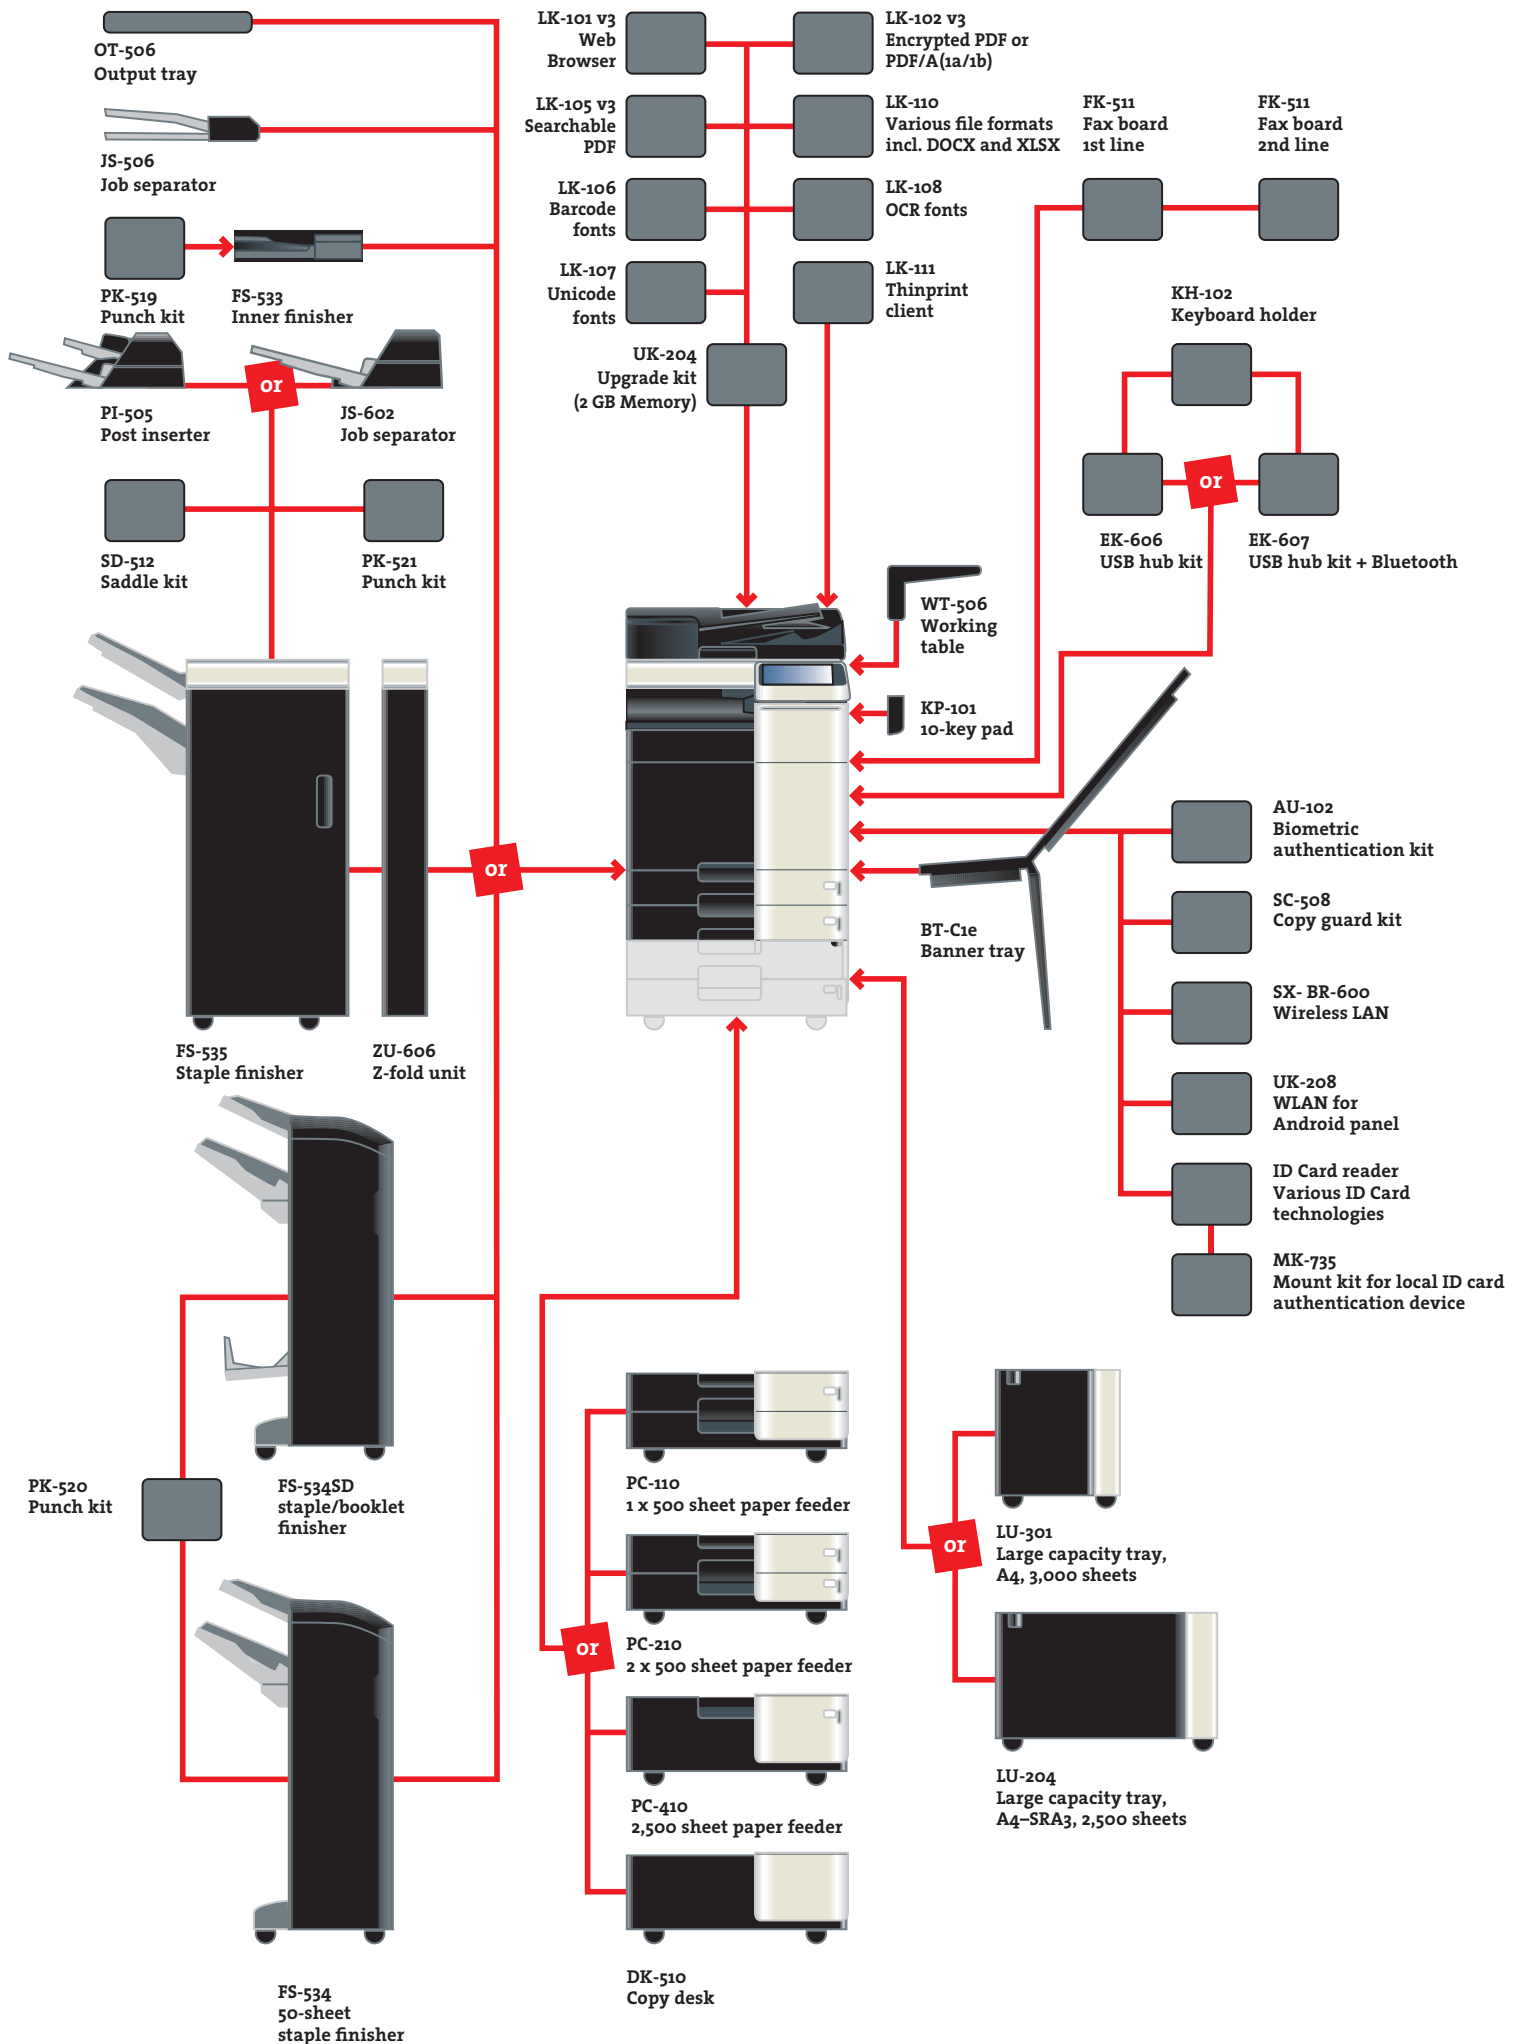 OT-506
Output tray
JS-506
Job separator
PK-519
Punch kit
FS-533
Inner finisher
or
PI-505
Post inserter
JS-602
Job separator
SD-512
Saddle kit
PK-521
Punch kit
FS-535
Staple finisher
ZU-606
Z-fold unit
or
PK-520
Punch kit
FS-534SD
staple/booklet
finisher
FS-534
50-sheet
staple finisher
LK-101 v3
Web
Browser
LK-102 v3
Encrypted PDF or
PDF/A(1a/1b)
LK-105 v3
Searchable
PDF
LK-110
Various file formats
incl. DOCX and XLSX
LK-106
Barcode
fonts
LK-108
OCR fonts
LK-107
Unicode
fonts
LK-111
Thinprint
client
UK-204
Upgrade kit
(2 GB Memory)
FK-511
Fax board
1st line
FK-511
Fax board
2nd line
KH-102
Keyboard holder
or
EK-606
USB hub kit
EK-607
USB hub kit + Bluetooth
WT-506
Working
table
KP-101
10-key pad
BT-C1e
Banner tray
AU-102
Biometric
authentication kit
SC-508
Copy guard kit
SX- BR-600
Wireless LAN
UK-208
WLAN for
Android panel
ID Card reader
Various ID Card
technologies
MK-735
Mount kit for local ID card
authentication device
PC-110
1 x 500 sheet paper feeder
or
PC-210
2 x 500 sheet paper feeder
PC-410
2,500 sheet paper feeder
DK-510
Copy desk
or
LU-301
Large capacity tray,
A4, 3,000 sheets
LU-204
Large capacity tray,
A4–SRA3, 2,500 sheets